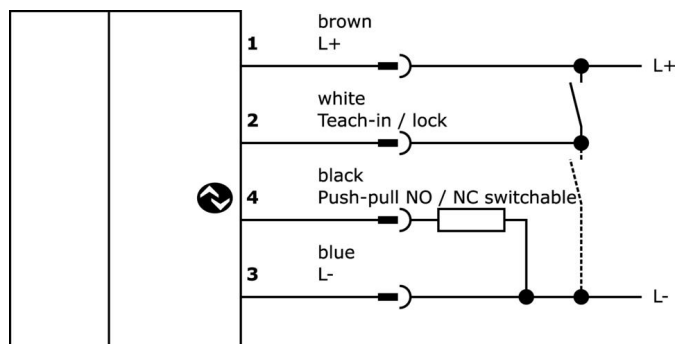 brown
1 L+
L+
white
2 Teach-in / lock
black
4 Push-pull NO / NC switchable
blue
3 L-
L-